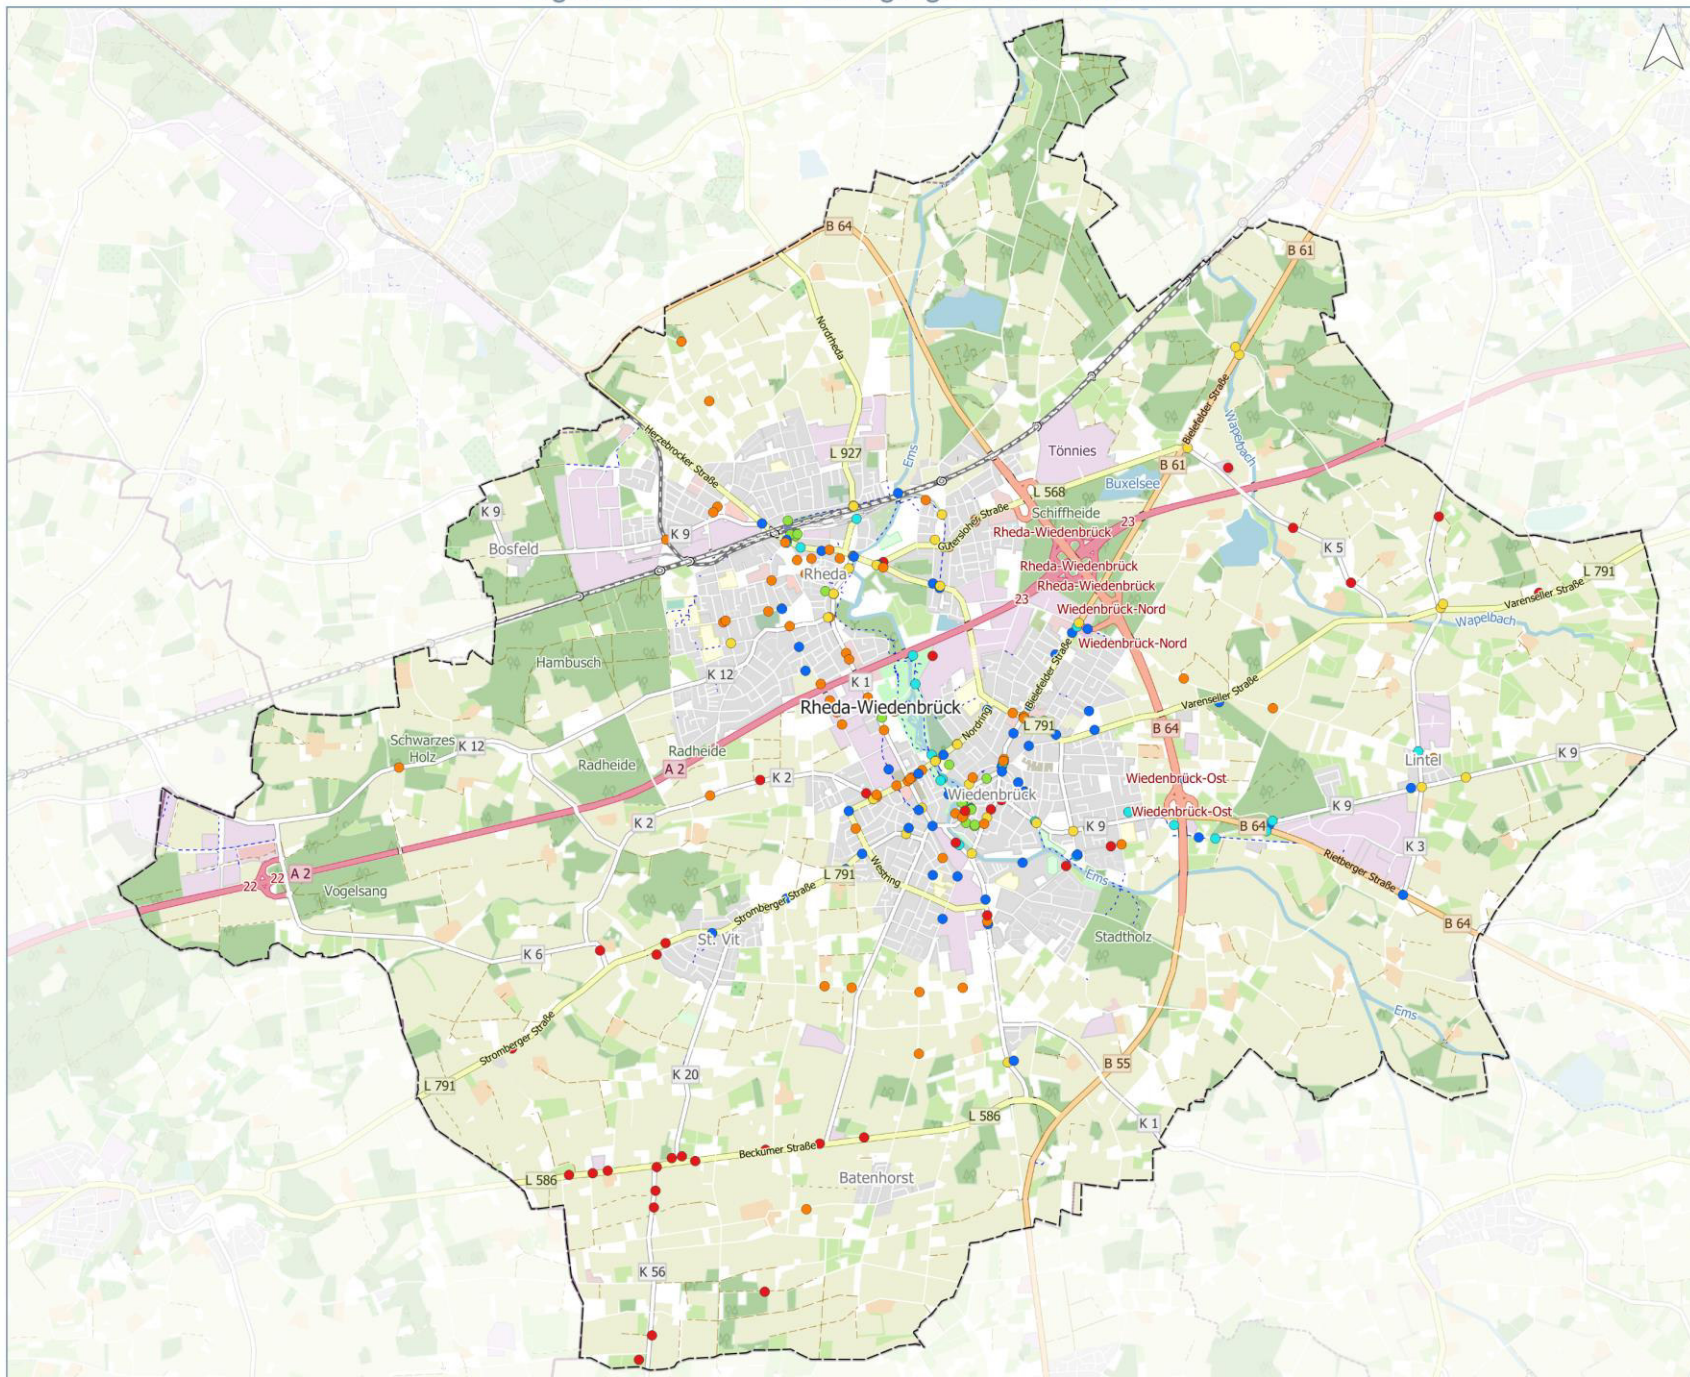 B 64
B 61
Nordrheda
Bielefelder Straße
Wapelbach
Herzebrocker Straße
Ems
L 927
Tönnies
B 61
Buxelsee
L 568
Schiffheide
K 9
Gütersloher Straße
23
Rheda-Wiedenbrück
K 9
Bosfeld
K 5
Rheda
Rheda-Wiedenbrück
L 791
Rheda-Wiedenbrück
23
Varenseller Straße
Wiedenbrück-Nord
Wapelbach
Wiedenbrück-Nord
Hambusch
K 12
K 1
Bielefelder Straße
Varenseller Straße
Rheda-Wiedenbrück
Nordring
L 791
B 64
Schwarzes
Holz
K 12
Radheide
Radheide
A 2
K 2
Lintel
K 9
Wiedenbrück-Ost
Wiedenbrück
K 9
Wiedenbrück-Ost
K 2
K 9
B 64
K 3
Rietberger Straße
22
22
A 2
Vogelsang
L 791
Westring
Ems
Stromberger Straße
B 64
St. Vit
Stadtholz
K 6
Ems
Stromberger Straße
L 791
K 20
B 55
L 586
K 1
Beckumer Straße
L 586
Batenhorst
K 56